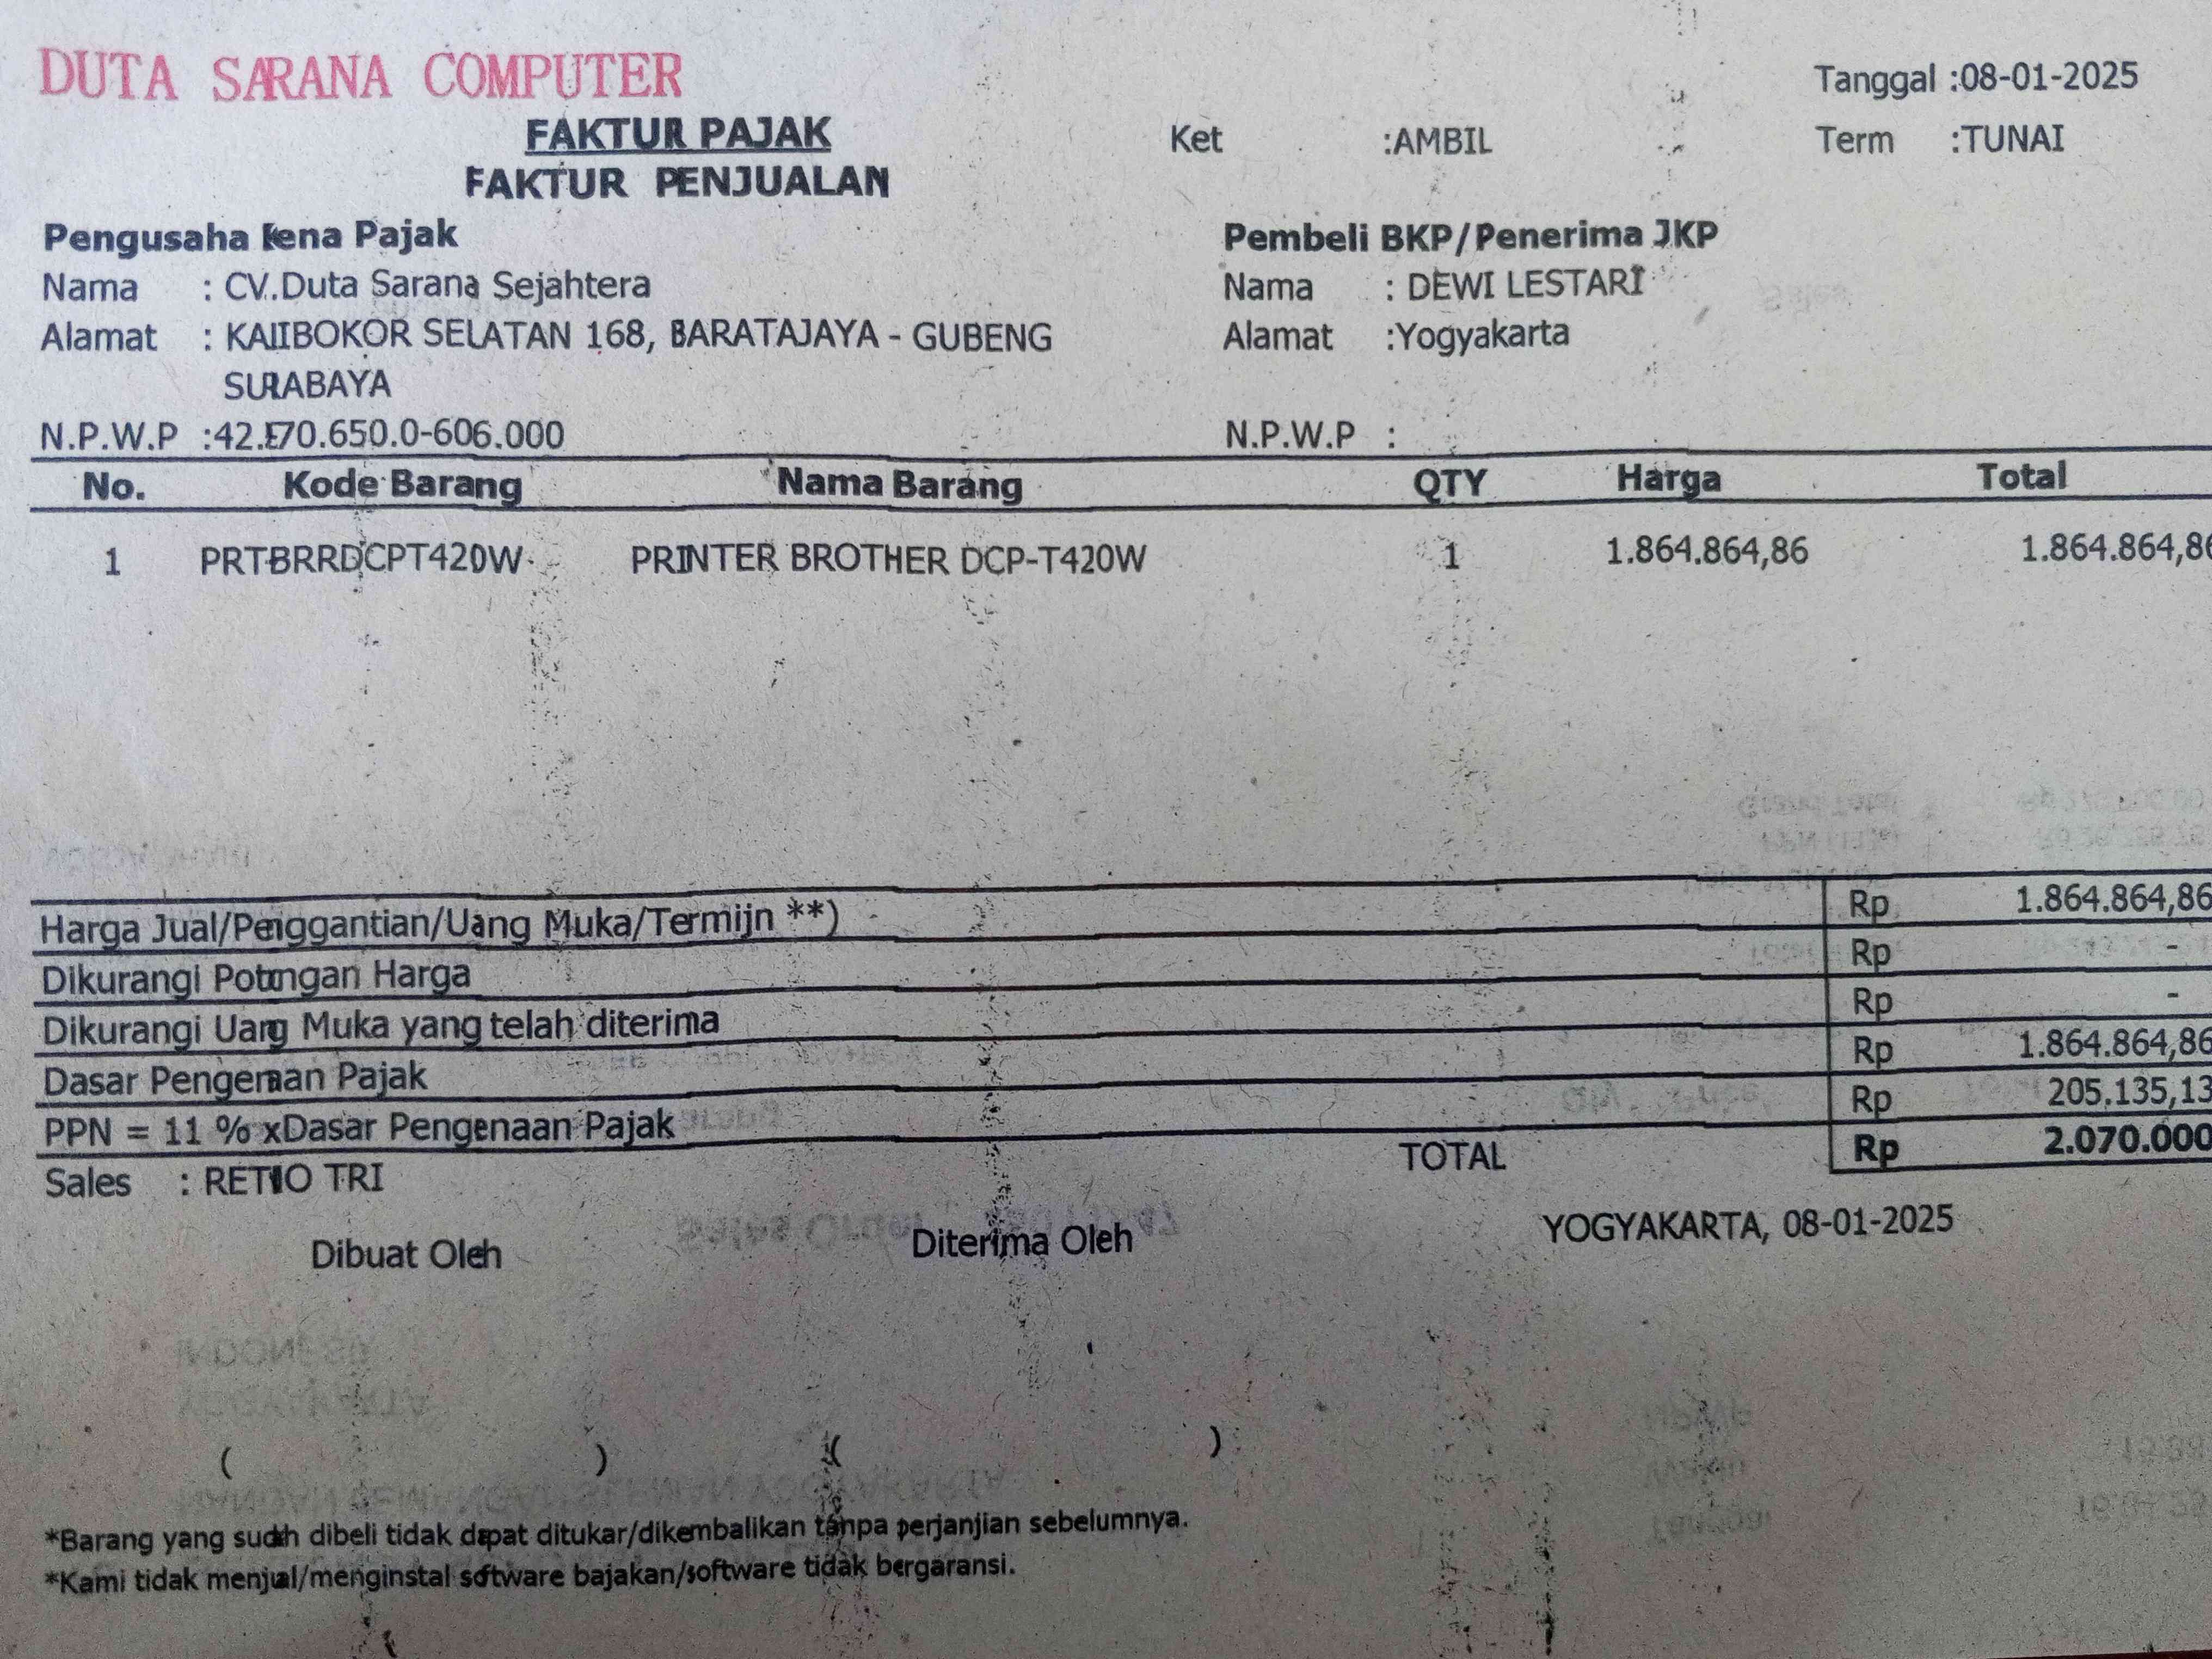 DUTA SARANA COMPUTER
Tanggal :08-01-2025
FAKTUR PAJAK
Ket :AMBIL
Term :TUNAI
FAKTUR PENJUALAN
Pengusaha Kena Pajak
Pembeli BKP/Penerima JKP
Nama : CV.Duta Sarana Sejahtera
Nama : DEWI LESTARI
Alamat : KALIBOKOR SELATAN 168, BARATAJAYA - GUBENG
Alamat :Yogyakarta
SURABAYA
N.P.W.P
N.P.W.P :
No. Kode Barang Nama Barang QTY Harga Total
1 PRTBRRDCPT420W PRINTER BROTHER DCP-T420W 1 1.864.864,86 1.864.864,86
Harga Jual/Penggantian/Uang Muka/Termijn **) Rp 1.864.864,86
Dikurangi Potongan Harga Rp -
Dikurangi Uang Muka yang telah diterima Rp -
Dasar Pengenaan Pajak Rp 1.864.864,86
PPN = 11 % xDasar Pengenaan Pajak Rp 205.135,13
TOTAL Rp 2.070.000
Sales : RETNO TRI
YOGYAKARTA, 08-01-2025
Dibuat Oleh Diterima Oleh
( ) ( )
*Barang yang sudah dibeli tidak dapat ditukar/dikembalikan tanpa perjanjian sebelumnya.
*Kami tidak menjual/menginstal software bajakan/software tidak bergaransi.